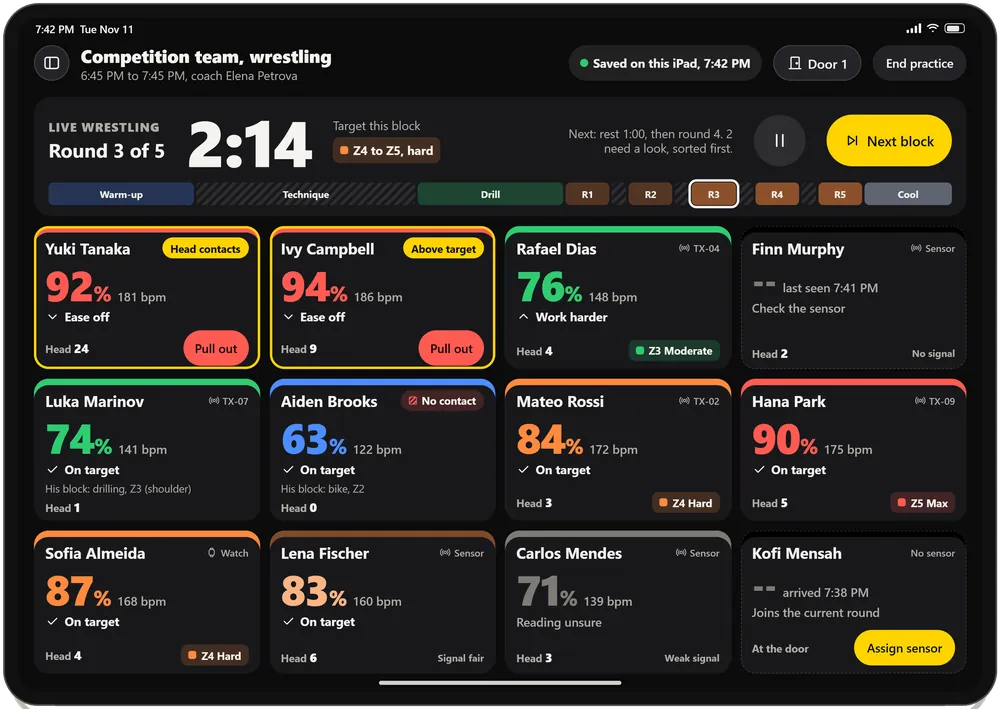 7:42 PM Tue Nov 11
Competition team, wrestling
6:45 PM to 7:45 PM, coach Elena Petrova
Saved on this iPad, 7:42 PM
Door 1
End practice
LIVE WRESTLING
Round 3 of 5
2:14
Target this block
Z4 to Z5, hard
Next: rest 1:00, then round 4. 2
need a look, sorted first.
Next block
Warm-up
Technique
Drill
R1
R2
R3
R4
R5
Cool
Yuki Tanaka
Head contacts
92% 181 bpm
Ease off
Head 24
Pull out
Ivy Campbell
Above target
94% 186 bpm
Ease off
Head 9
Pull out
Rafael Dias
TX-04
76% 148 bpm
Work harder
Head 4
Z3 Moderate
Finn Murphy
Sensor
-- last seen 7:41 PM
Check the sensor
Head 2
No signal
Luka Marinov
TX-07
74% 141 bpm
On target
His block: drilling, Z3 (shoulder)
Head 1
Aiden Brooks
No contact
63% 122 bpm
On target
His block: bike, Z2
Head 0
Mateo Rossi
TX-02
84% 172 bpm
On target
Head 3
Z4 Hard
Hana Park
TX-09
90% 175 bpm
On target
Head 5
Z5 Max
Sofia Almeida
Watch
87% 168 bpm
On target
Head 4
Z4 Hard
Lena Fischer
Sensor
83% 160 bpm
On target
Head 6
Signal fair
Carlos Mendes
Sensor
71% 139 bpm
Reading unsure
Head 3
Weak signal
Kofi Mensah
No sensor
-- arrived 7:38 PM
Joins the current round
At the door
Assign sensor